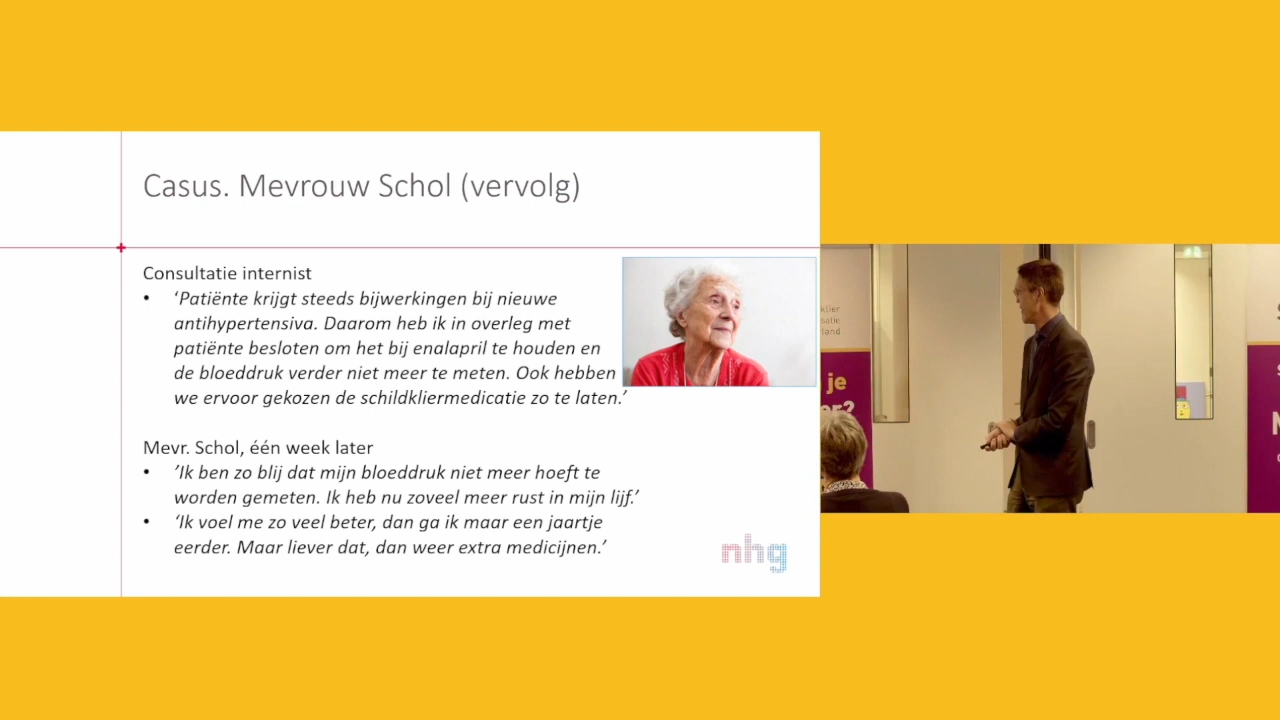 Casus. Mevrouw Schol (vervolg)
Consultatie internist
• ‘Patiënte krijgt steeds bijwerkingen bij nieuwe
antihypertensiva. Daarom heb ik in overleg met
patiënte besloten om het bij enalapril te houden en
de bloeddruk verder niet meer te meten. Ook hebben
we ervoor gekozen de schildkliermedicatie zo te laten.’
Mevr. Schol, één week later
• ’Ik ben zo blij dat mijn bloeddruk niet meer hoeft te
worden gemeten. Ik heb nu zoveel meer rust in mijn lijf.’
• ‘Ik voel me zo veel beter, dan ga ik maar een jaartje
eerder. Maar liever dat, dan weer extra medicijnen.’
nhg
je